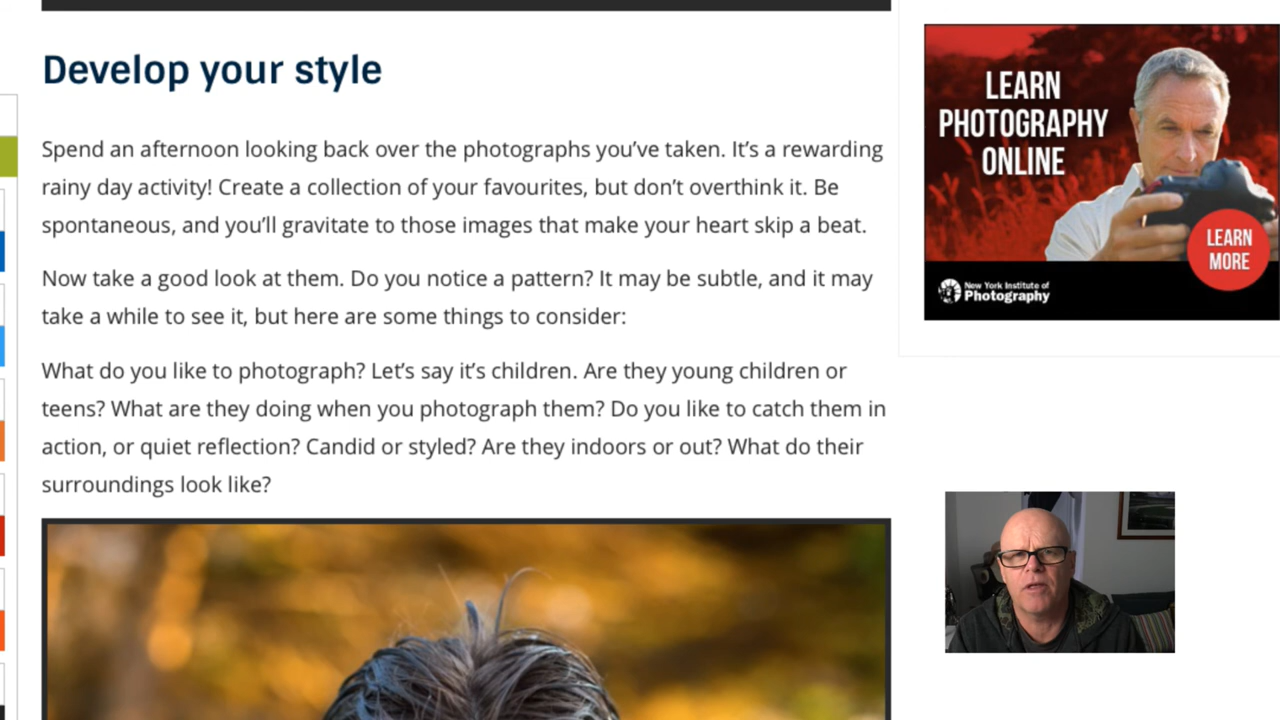 Develop your style
Spend an afternoon looking back over the photographs you’ve taken. It’s a rewarding
rainy day activity! Create a collection of your favourites, but don’t overthink it. Be
spontaneous, and you’ll gravitate to those images that make your heart skip a beat.
Now take a good look at them. Do you notice a pattern? It may be subtle, and it may
take a while to see it, but here are some things to consider:
What do you like to photograph? Let’s say it’s children. Are they young children or
teens? What are they doing when you photograph them? Do you like to catch them in
action, or quiet reflection? Candid or styled? Are they indoors or out? What do their
surroundings look like?
LEARN
PHOTOGRAPHY
ONLINE
LEARN
MORE
New York Institute of
Photography